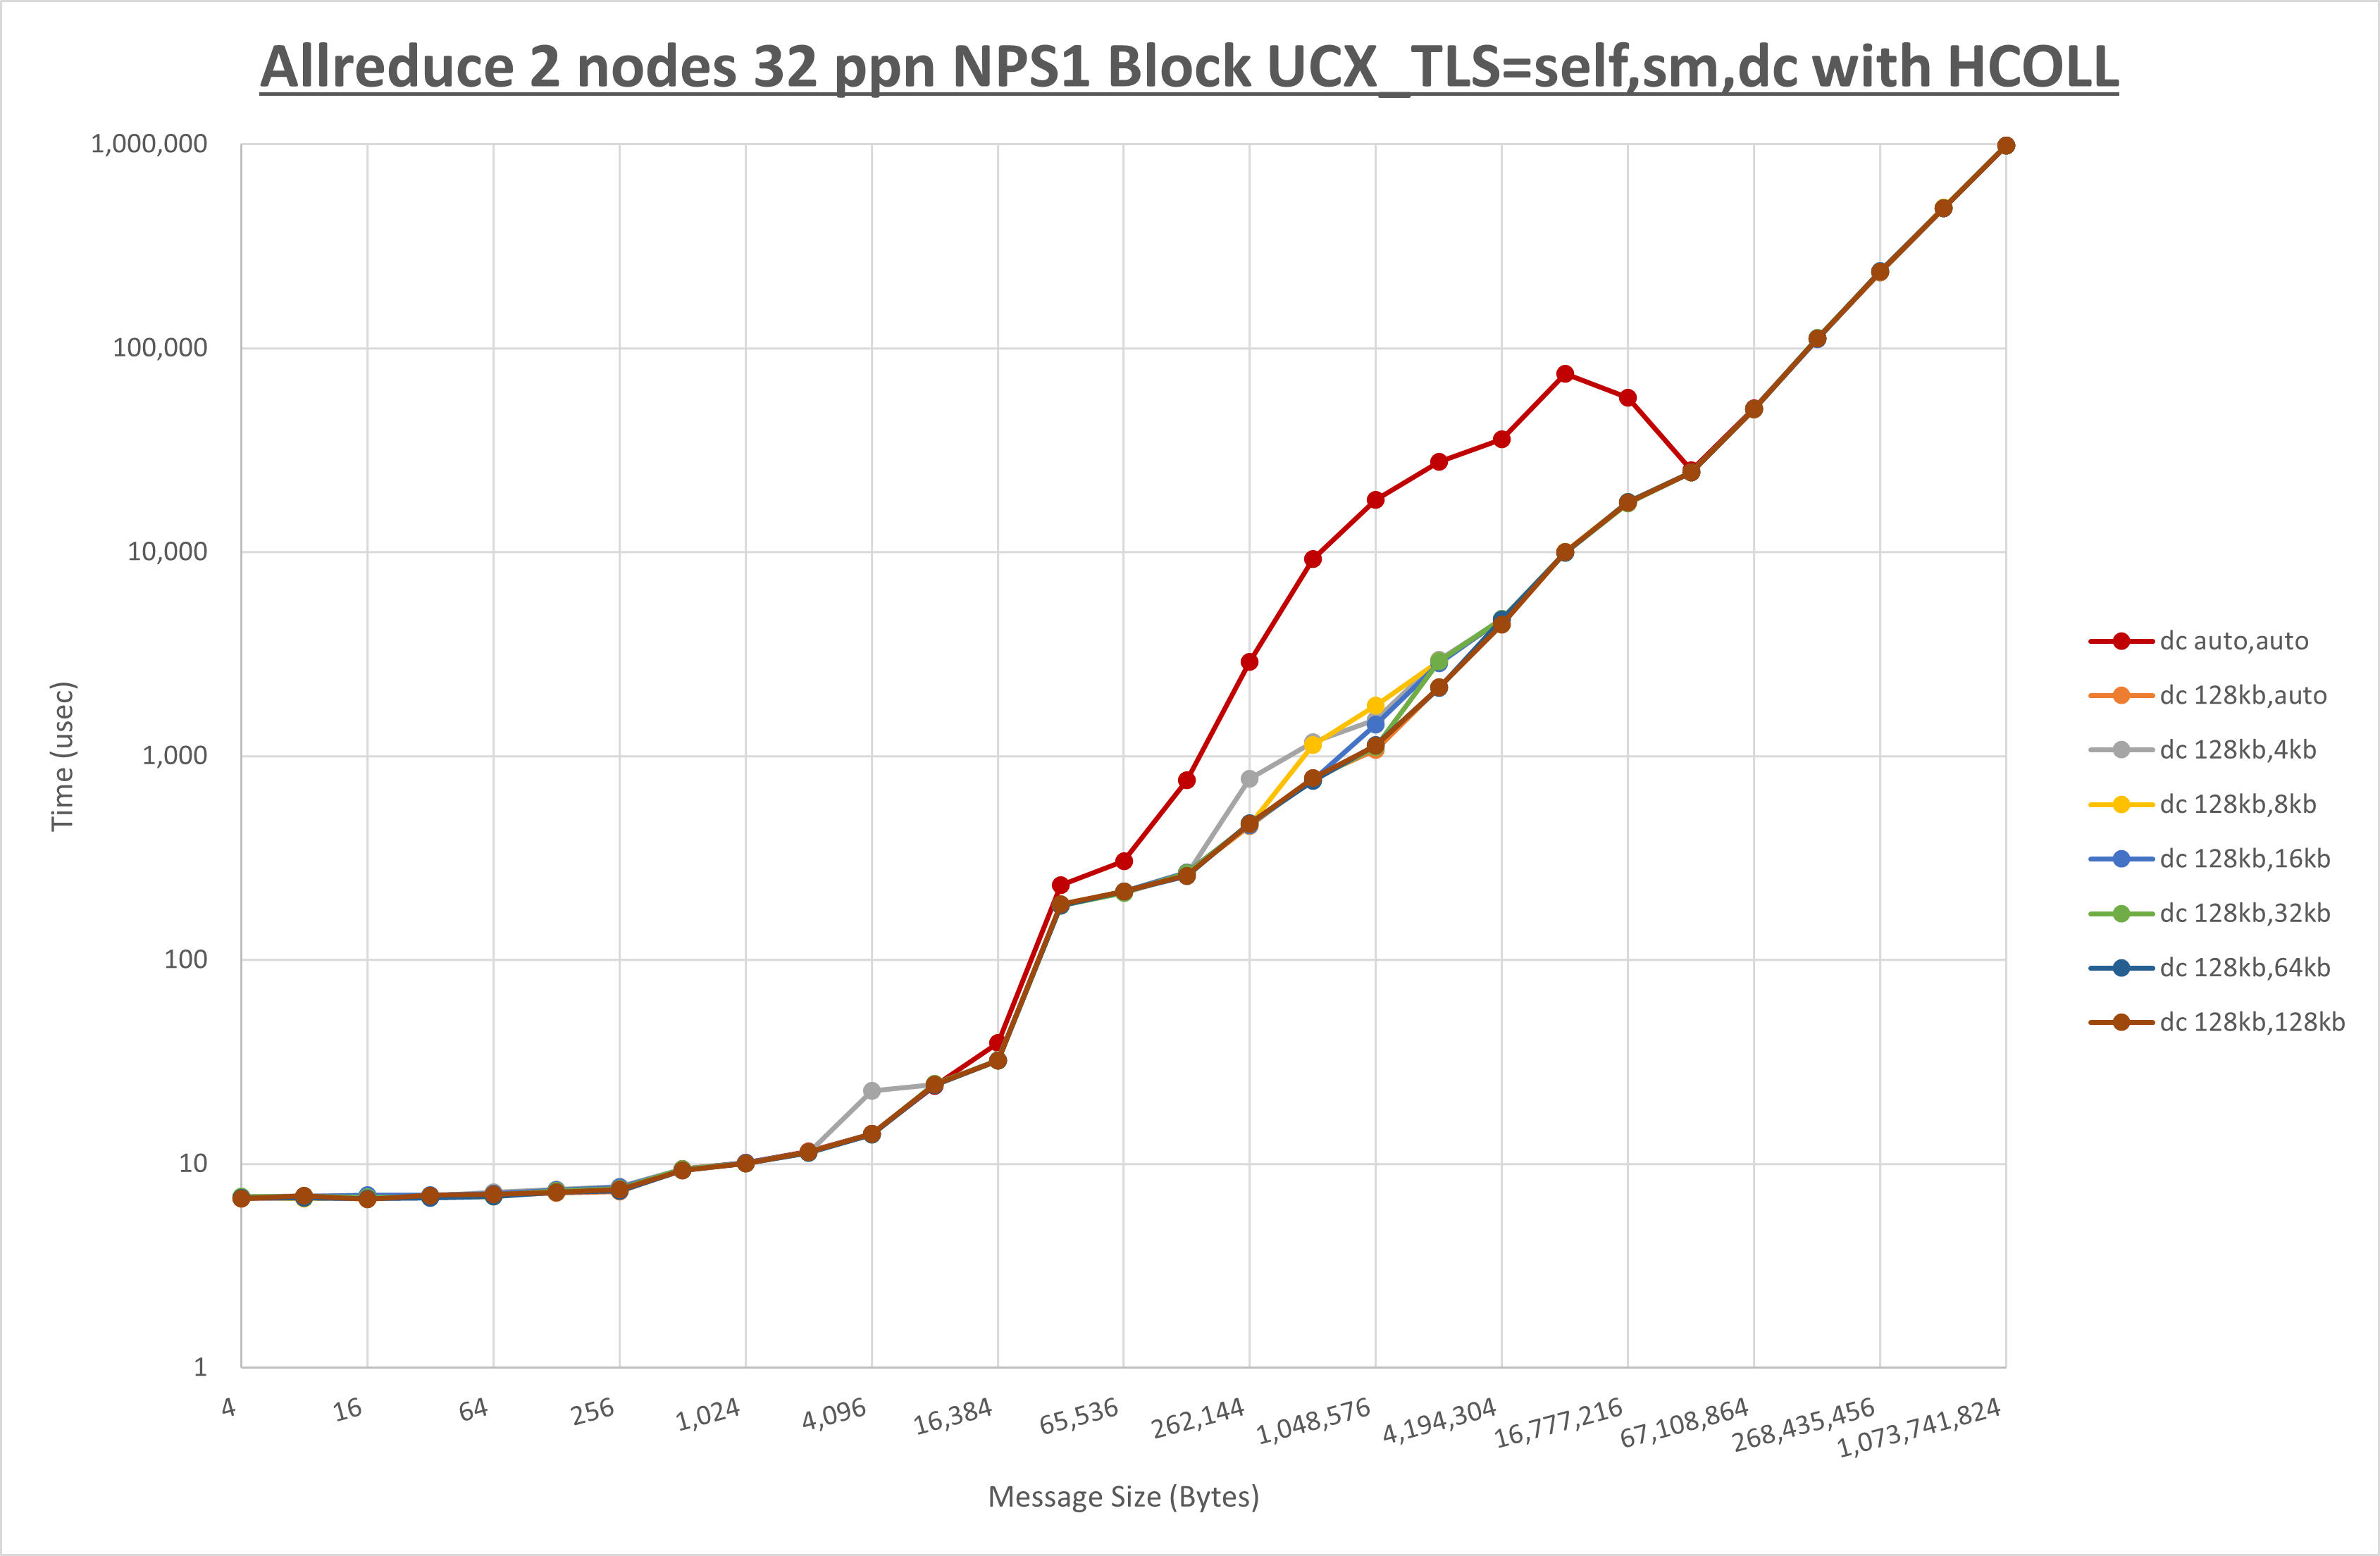 Allreduce 2 nodes 32 ppn NPS1 Block UCX_TLS=self,sm,dc with HCOLL
1,000,000
100,000
10,000
1,000
100
10
1
Time (usec)
4
16
64
256
1,024
4,096
16,384
65,536
262,144
1,048,576
4,194,304
16,777,216
67,108,864
268,435,456
1,073,741,824
Message Size (Bytes)
dc auto,auto
dc 128kb,auto
dc 128kb,4kb
dc 128kb,8kb
dc 128kb,16kb
dc 128kb,32kb
dc 128kb,64kb
dc 128kb,128kb